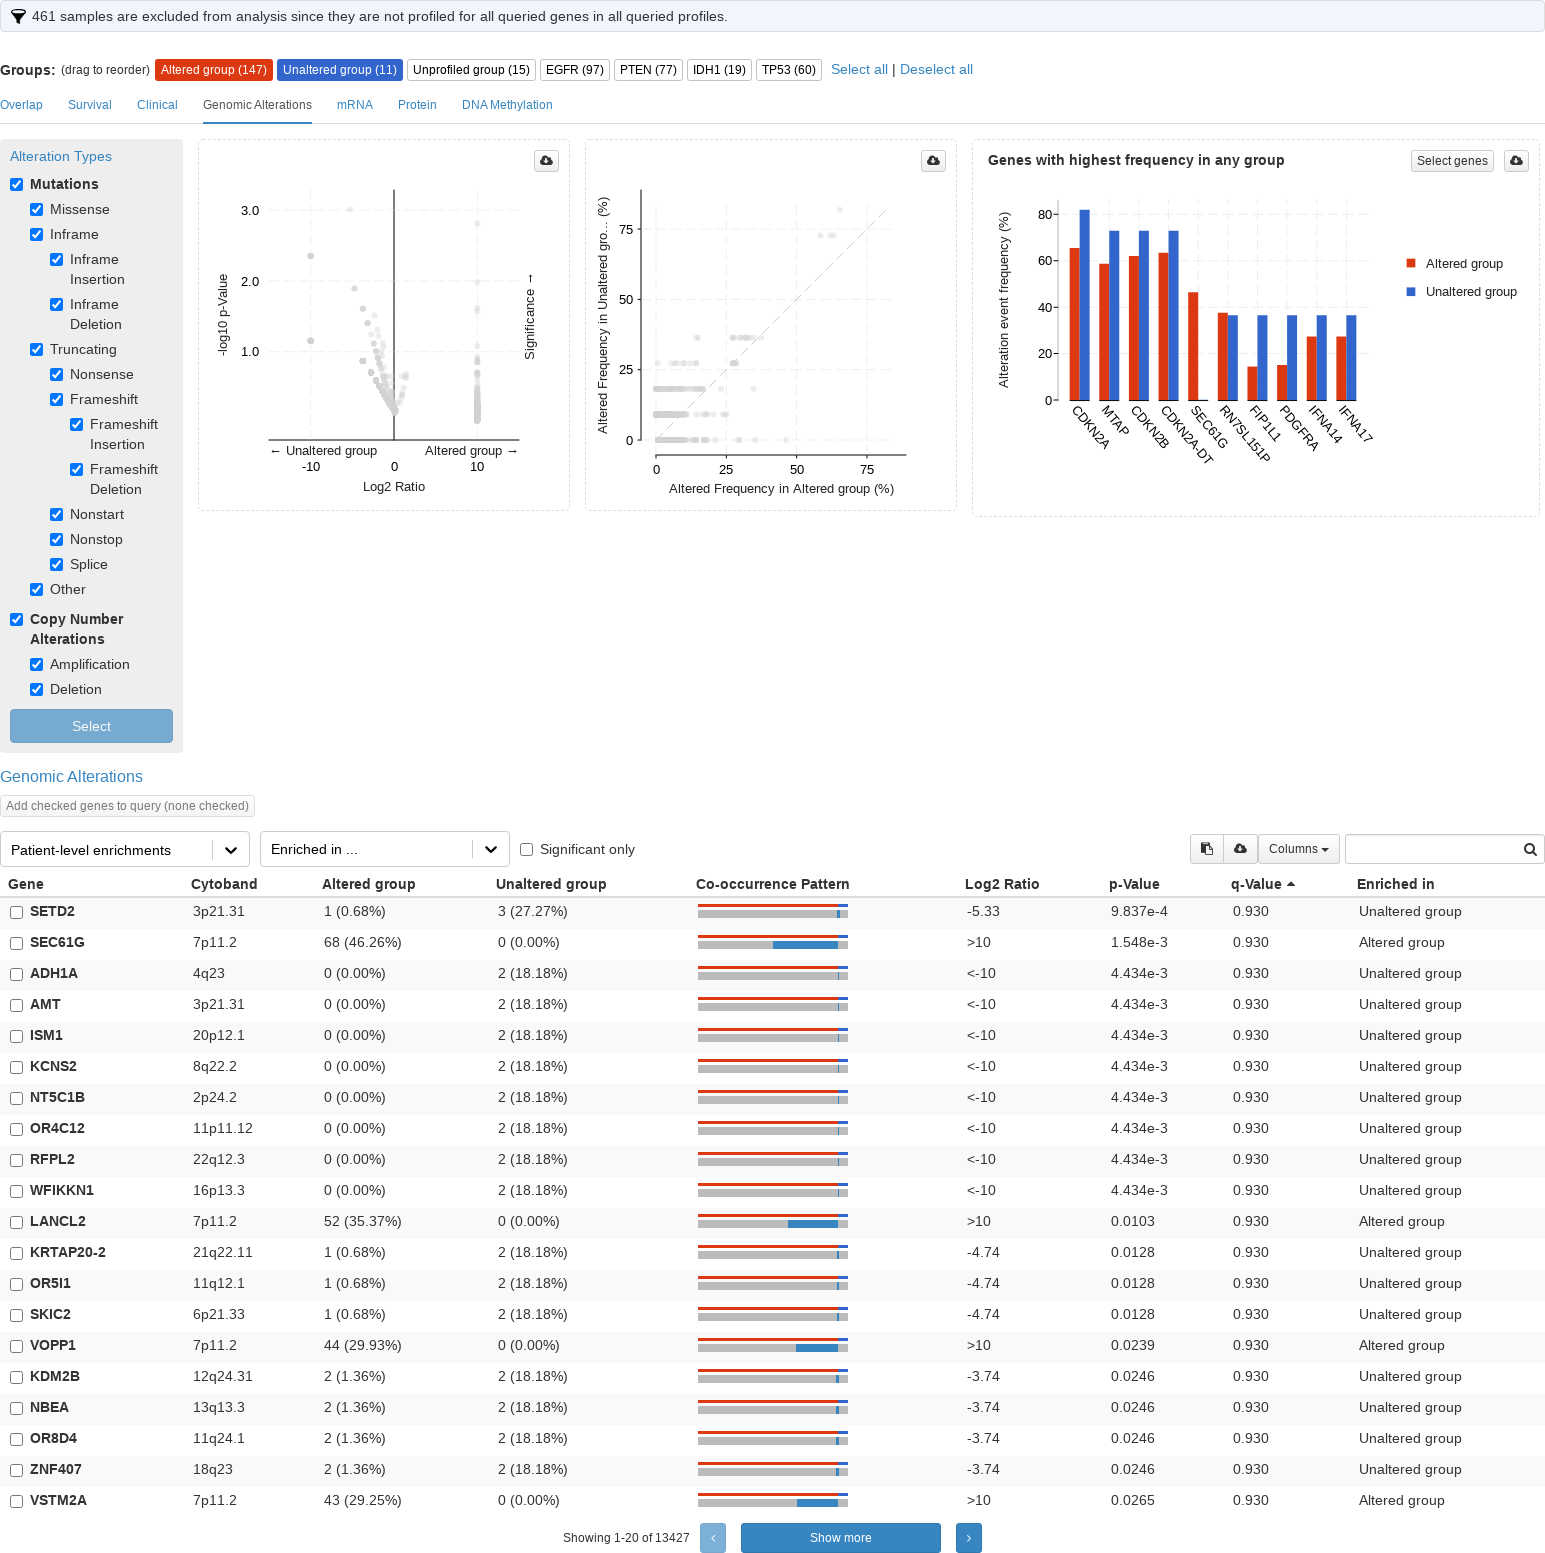 461 samples are excluded from analysis since they are not profiled for all queried genes in all queried profiles.
Groups: (drag to reorder) Altered group (147) Unaltered group (11) Unprofiled group (15) EGFR (97) PTEN (77) IDH1 (19) TP53 (60) Select all | Deselect all
Overlap Survival Clinical Genomic Alterations mRNA Protein DNA Methylation
Alteration Types
Mutations
Missense
Inframe
Inframe
Insertion
Inframe
Deletion
Truncating
Nonsense
Frameshift
Frameshift
Insertion
Frameshift
Deletion
Nonstart
Nonstop
Splice
Other
Copy Number
Alterations
Amplification
Deletion
Select
3.0
2.0
1.0
-log10 p-Value
Significance →
← Unaltered group Altered group →
-10 0 10
Log2 Ratio
Altered Frequency in Unaltered gro... (%)
75
50
25
0
0 25 50 75
Altered Frequency in Altered group (%)
Genes with highest frequency in any group Select genes
Alteration event frequency (%)
80
60
40
20
0
CDKN2A
MTAP
CDKN2B
CDKN2A-DT
SEC61G
RN7SL151P
FIP1L1
PDGFRA
IFNA14
IFNA17
Altered group
Unaltered group
Genomic Alterations
Add checked genes to query (none checked)
Patient-level enrichments Enriched in ... Significant only Columns
Gene Cytoband Altered group Unaltered group Co-occurrence Pattern Log2 Ratio p-Value q-Value Enriched in
SETD2 3p21.31 1 (0.68%) 3 (27.27%) -5.33 9.837e-4 0.930 Unaltered group
SEC61G 7p11.2 68 (46.26%) 0 (0.00%) >10 1.548e-3 0.930 Altered group
ADH1A 4q23 0 (0.00%) 2 (18.18%) <-10 4.434e-3 0.930 Unaltered group
AMT 3p21.31 0 (0.00%) 2 (18.18%) <-10 4.434e-3 0.930 Unaltered group
ISM1 20p12.1 0 (0.00%) 2 (18.18%) <-10 4.434e-3 0.930 Unaltered group
KCNS2 8q22.2 0 (0.00%) 2 (18.18%) <-10 4.434e-3 0.930 Unaltered group
NT5C1B 2p24.2 0 (0.00%) 2 (18.18%) <-10 4.434e-3 0.930 Unaltered group
OR4C12 11p11.12 0 (0.00%) 2 (18.18%) <-10 4.434e-3 0.930 Unaltered group
RFPL2 22q12.3 0 (0.00%) 2 (18.18%) <-10 4.434e-3 0.930 Unaltered group
WFIKKN1 16p13.3 0 (0.00%) 2 (18.18%) <-10 4.434e-3 0.930 Unaltered group
LANCL2 7p11.2 52 (35.37%) 0 (0.00%) >10 0.0103 0.930 Altered group
KRTAP20-2 21q22.11 1 (0.68%) 2 (18.18%) -4.74 0.0128 0.930 Unaltered group
OR5I1 11q12.1 1 (0.68%) 2 (18.18%) -4.74 0.0128 0.930 Unaltered group
SKIC2 6p21.33 1 (0.68%) 2 (18.18%) -4.74 0.0128 0.930 Unaltered group
VOPP1 7p11.2 44 (29.93%) 0 (0.00%) >10 0.0239 0.930 Altered group
KDM2B 12q24.31 2 (1.36%) 2 (18.18%) -3.74 0.0246 0.930 Unaltered group
NBEA 13q13.3 2 (1.36%) 2 (18.18%) -3.74 0.0246 0.930 Unaltered group
OR8D4 11q24.1 2 (1.36%) 2 (18.18%) -3.74 0.0246 0.930 Unaltered group
ZNF407 18q23 2 (1.36%) 2 (18.18%) -3.74 0.0246 0.930 Unaltered group
VSTM2A 7p11.2 43 (29.25%) 0 (0.00%) >10 0.0265 0.930 Altered group
Showing 1-20 of 13427 ‹ Show more ›